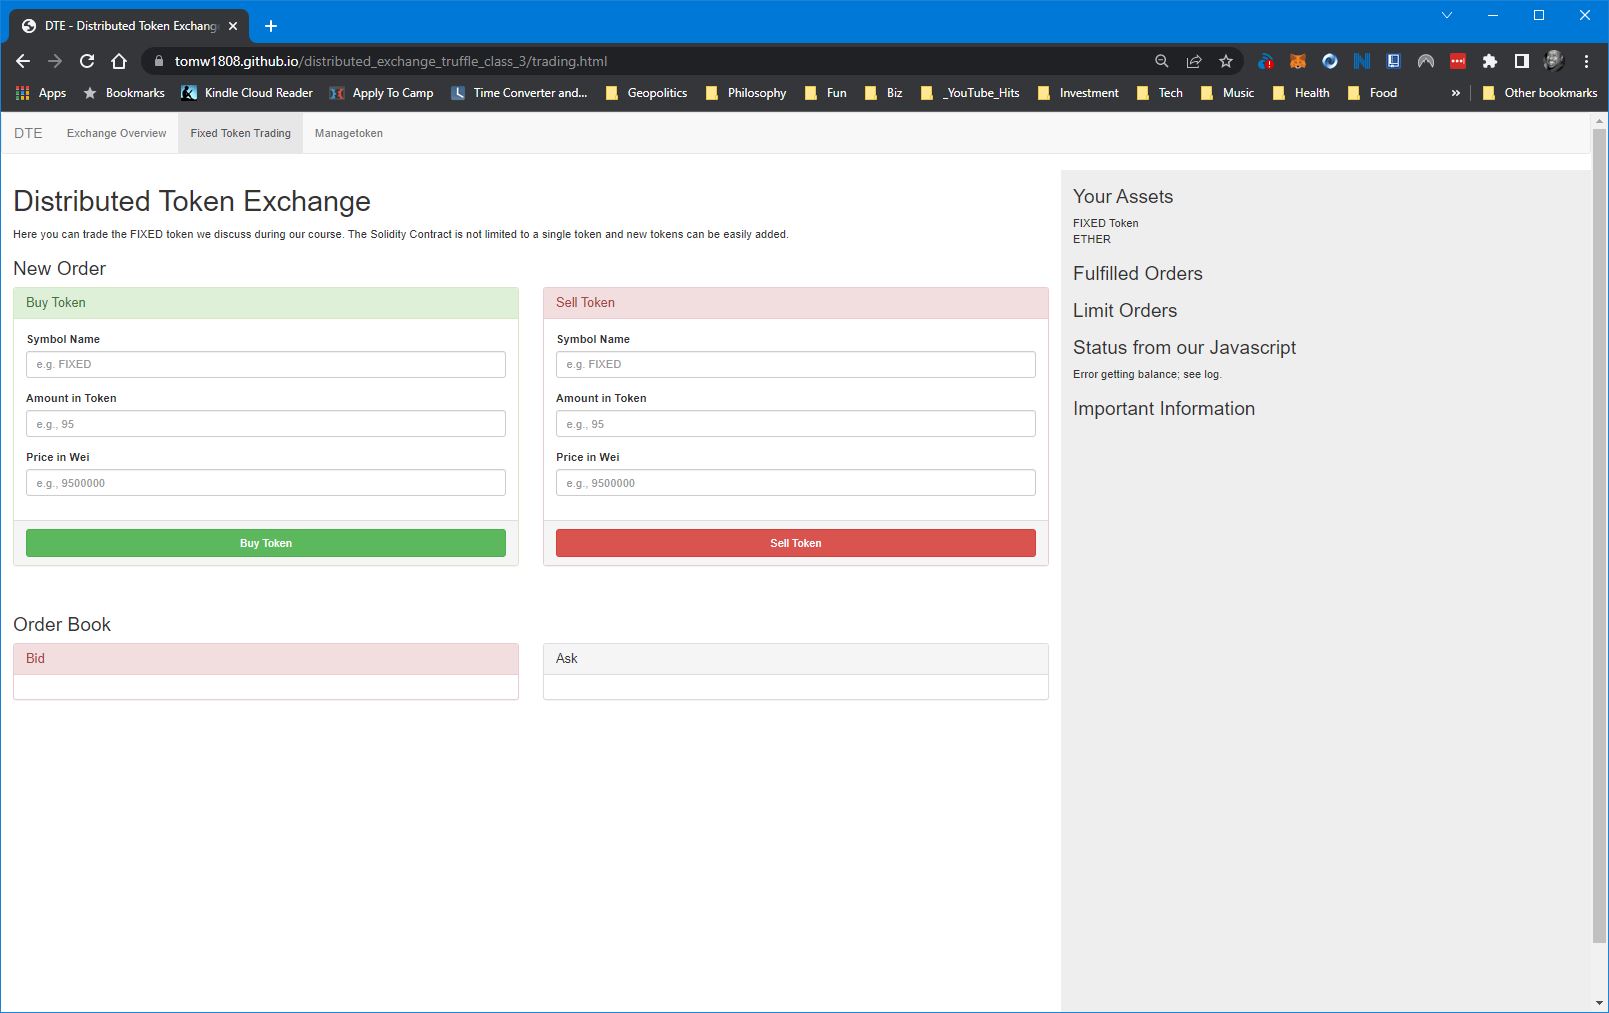 DTE - Distributed Token Exchang
tomw1808.github.io/distributed_exchange_truffle_class_3/trading.html
Apps Bookmarks Kindle Cloud Reader Apply To Camp Time Converter and... Geopolitics Philosophy Fun Biz _YouTube_Hits Investment Tech Music Health Food » Other bookmarks
DTE Exchange Overview Fixed Token Trading Managetoken
Distributed Token Exchange
Here you can trade the FIXED token we discuss during our course. The Solidity Contract is not limited to a single token and new tokens can be easily added.
New Order
Buy Token
Symbol Name
e.g. FIXED
Amount in Token
e.g., 95
Price in Wei
e.g., 9500000
Buy Token
Sell Token
Symbol Name
e.g. FIXED
Amount in Token
e.g., 95
Price in Wei
e.g., 9500000
Sell Token
Order Book
Bid
Ask
Your Assets
FIXED Token
ETHER
Fulfilled Orders
Limit Orders
Status from our Javascript
Error getting balance; see log.
Important Information